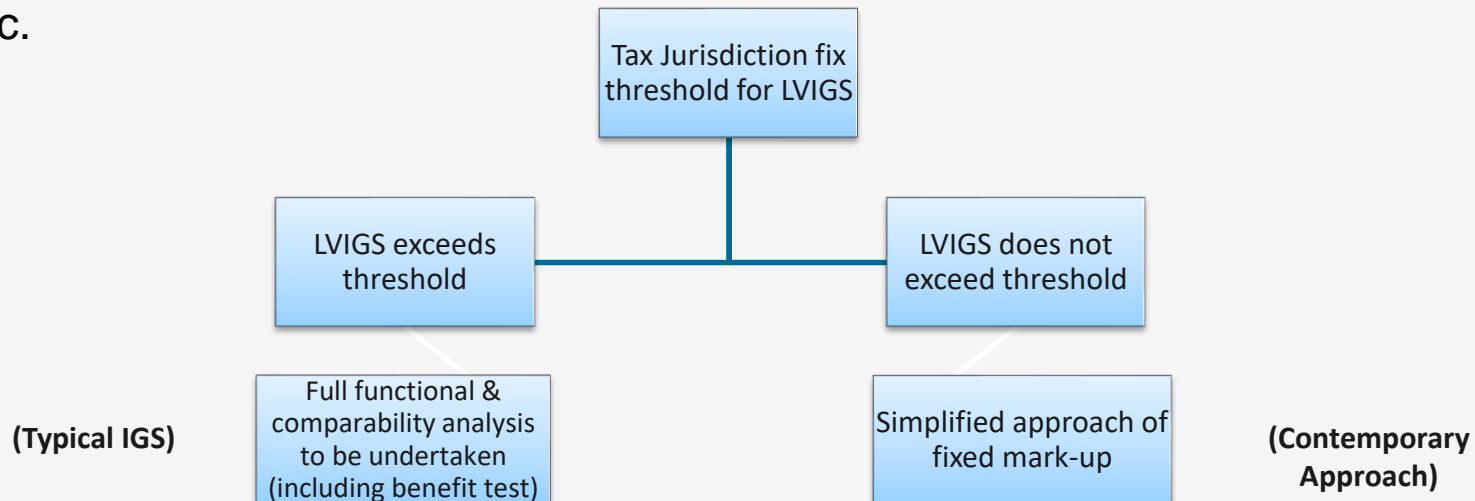 c.
Tax Jurisdiction fix
threshold for LVIGS
LVIGS exceeds
threshold
LVIGS does not
exceed threshold
(Typical IGS)
Full functional &
comparability analysis
to be undertaken
(including benefit test)
Simplified approach of
fixed mark-up
(Contemporary
Approach)